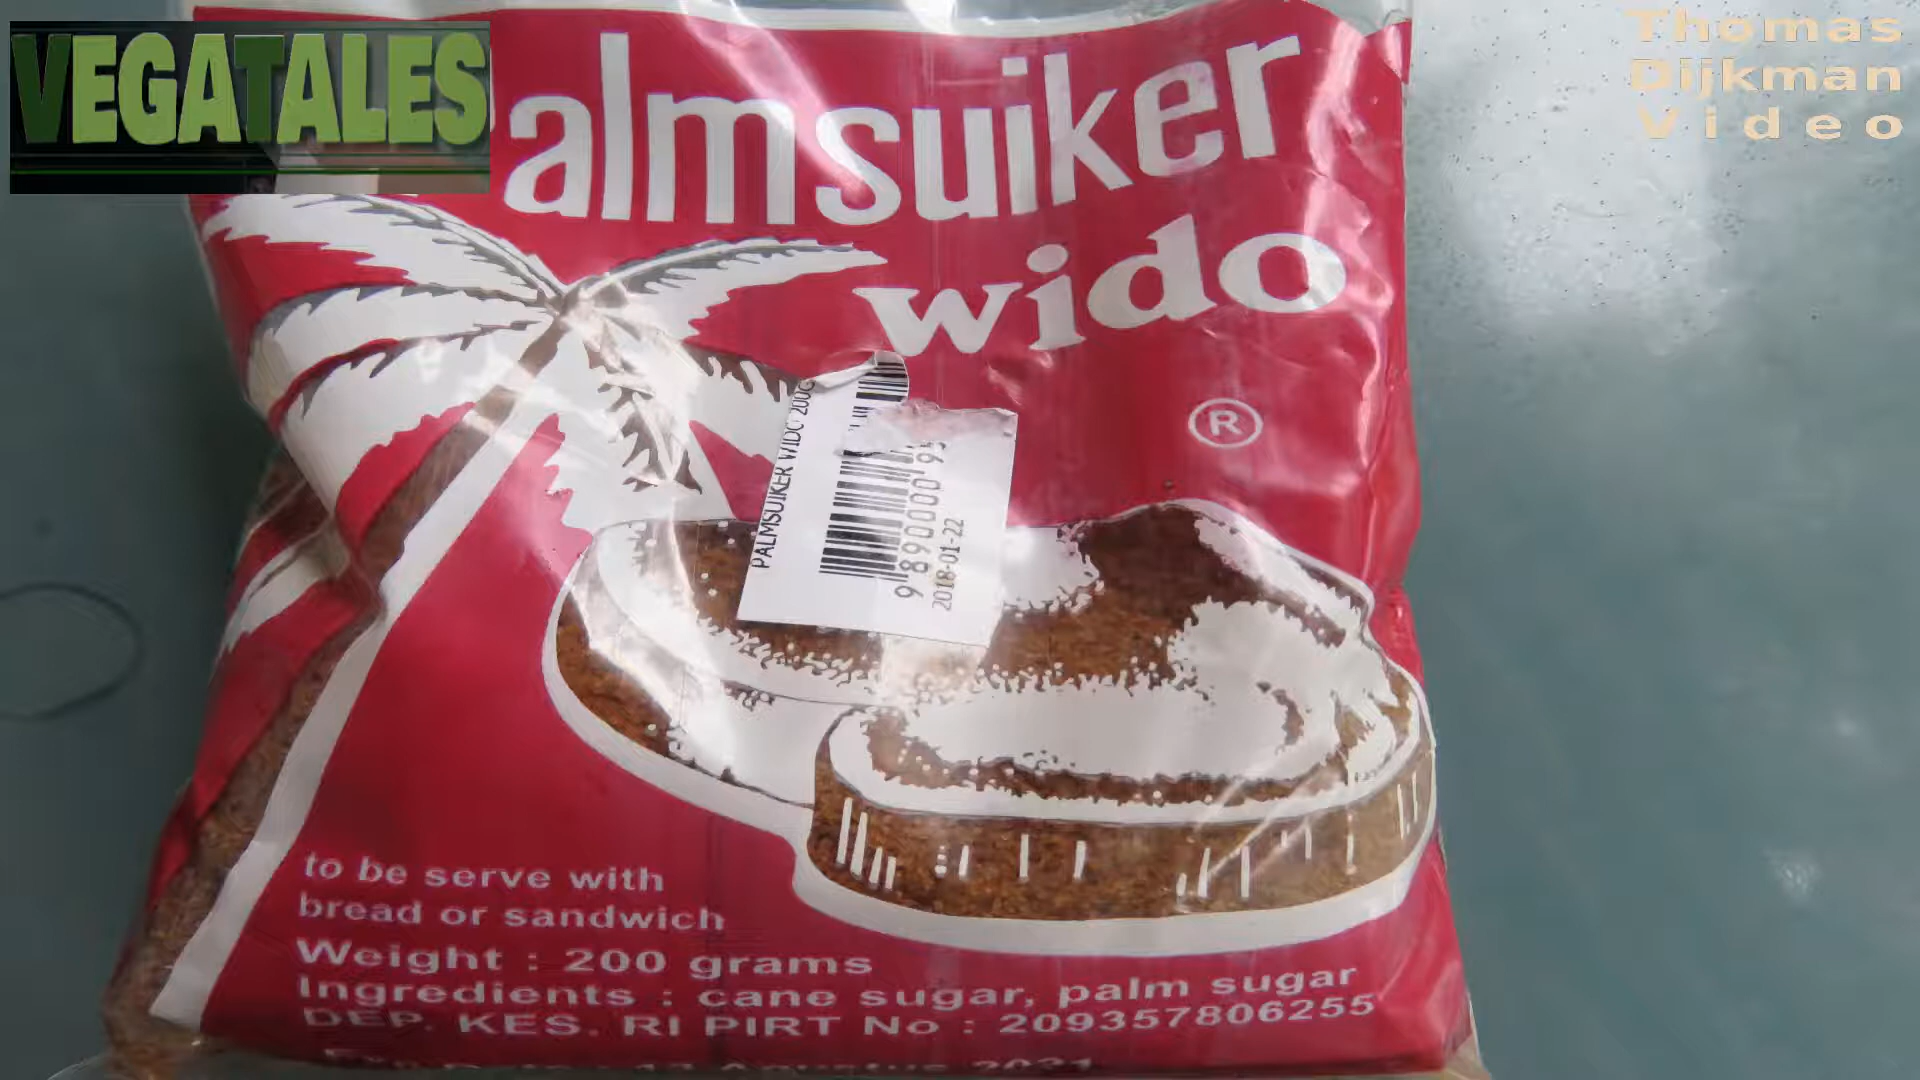 VEGATALES
Thomas
Dijkman
Video
almsuiker
wido
®
PALMSUIKER WIDO 200G
2018-01-22
to be serve with
bread or sandwich
Weight : 200 grams
Ingredients : cane sugar, palm sugar
DEP. KES. RI PIRT No : 209357806255